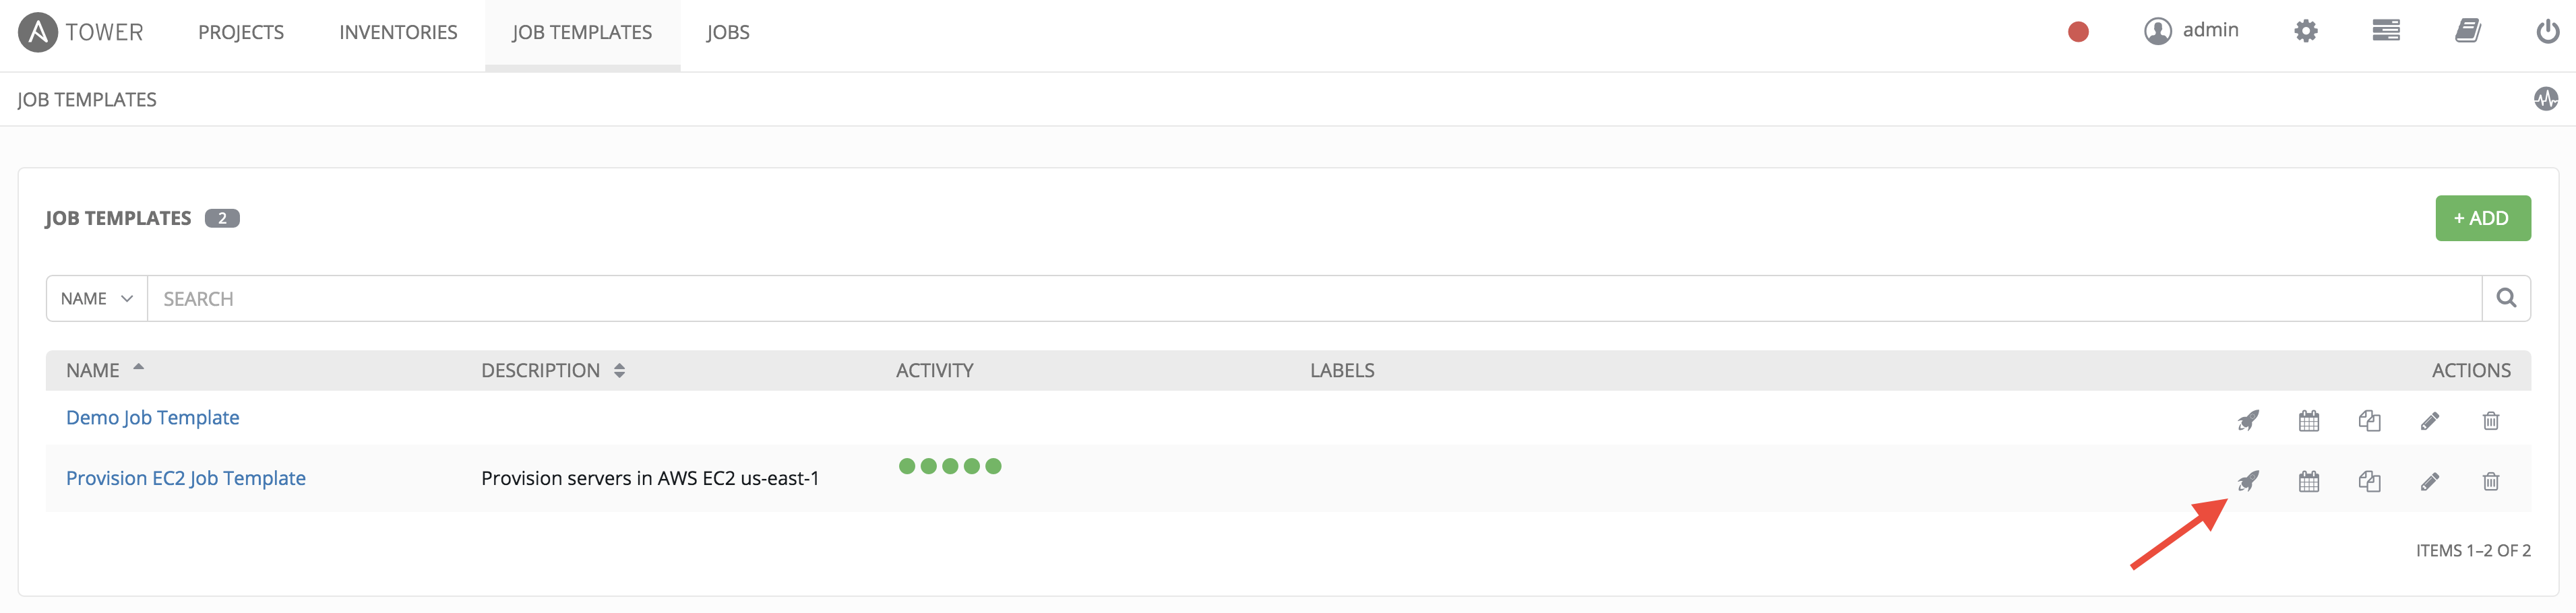 TOWER PROJECTS INVENTORIES JOB TEMPLATES JOBS admin
JOB TEMPLATES
JOB TEMPLATES 2 + ADD
NAME SEARCH
NAME DESCRIPTION ACTIVITY LABELS ACTIONS
Demo Job Template
Provision EC2 Job Template Provision servers in AWS EC2 us-east-1
ITEMS 1–2 OF 2